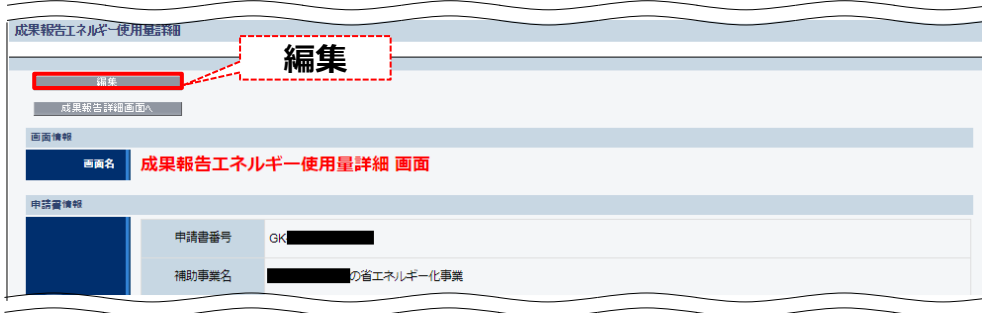 成果報告エネルギー使用量詳細
編集
編集
成果報告詳細画面へ
画面情報
画面名
成果報告エネルギー使用量詳細 画面
申請書情報
申請書番号
GK
補助事業名
の省エネルギー化事業